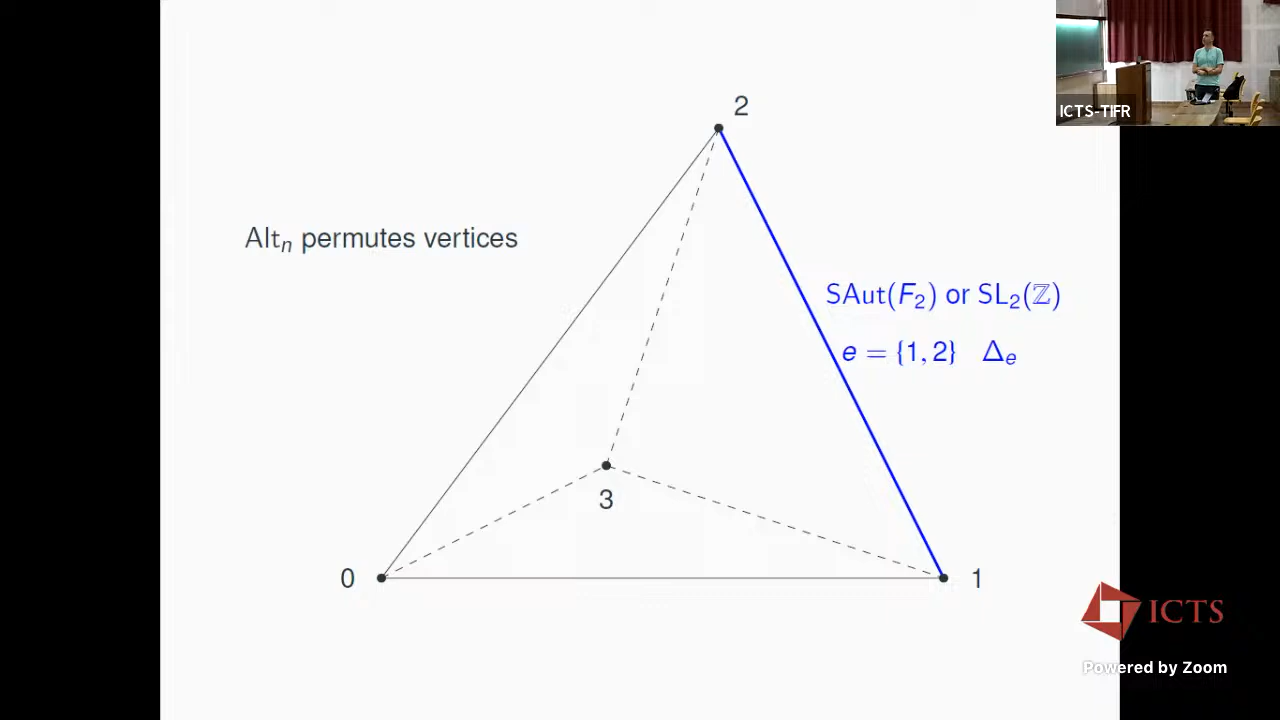 2
ICTS-TIFR
Altₙ permutes vertices
SAut(F₂) or SL₂(ℤ)
e = {1, 2} Δₑ
3
0
1
ICTS
Powered by Zoom